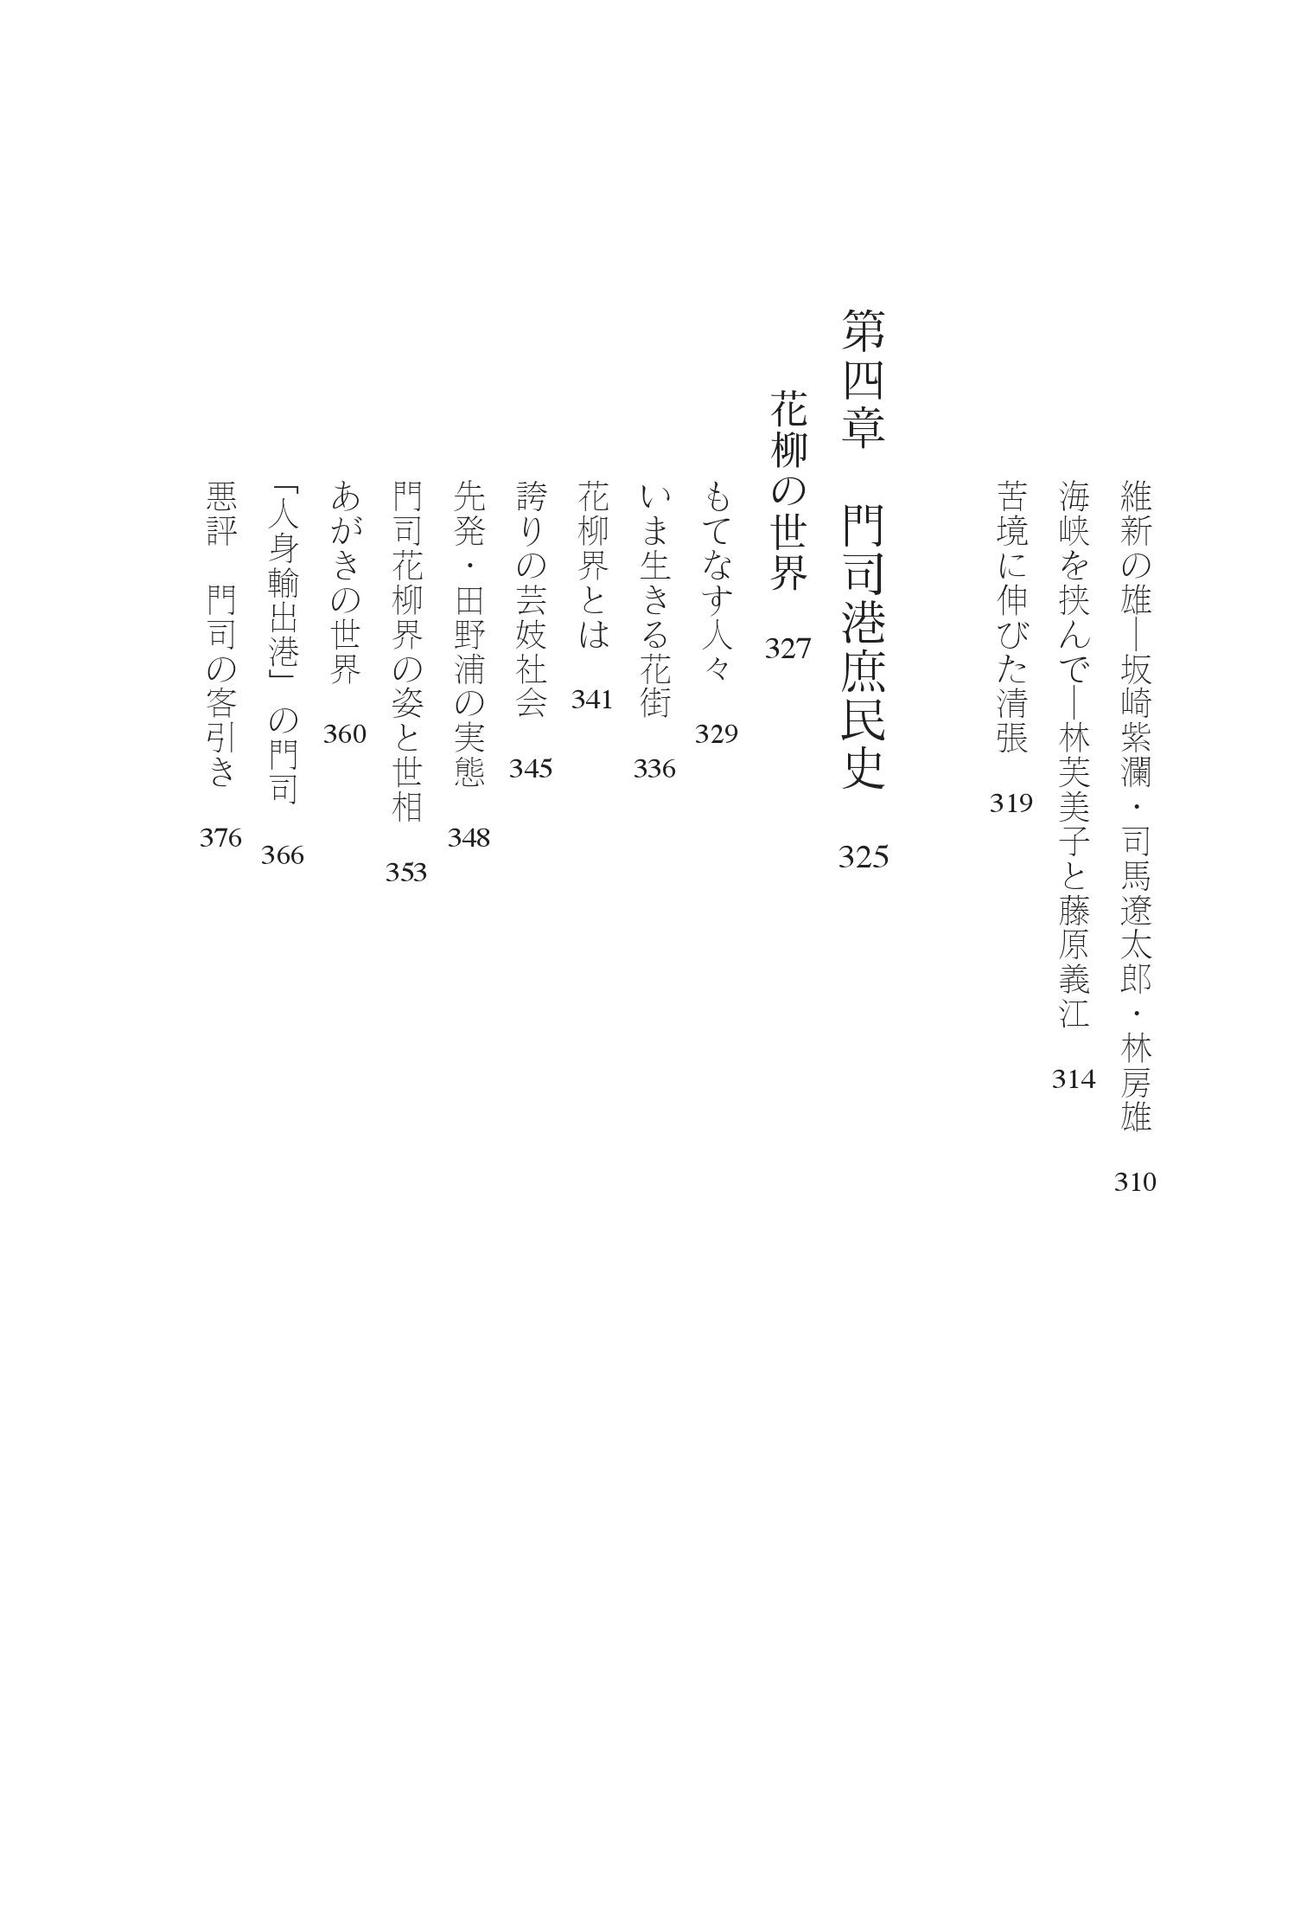 維新の雄―坂崎紫瀾・司馬遼太郎・林房雄 310
海峡を挟んで―林芙美子と藤原義江 314
苦境に伸びた清張 319
第四章 門司港庶民史 325
花柳の世界 327
もてなす人々 329
いま生きる花街 336
花柳界とは 341
誇りの芸妓社会 345
先発・田野浦の実態 348
門司花柳界の姿と世相 353
あがきの世界 360
「人身輸出港」の門司 366
悪評 門司の客引き 376